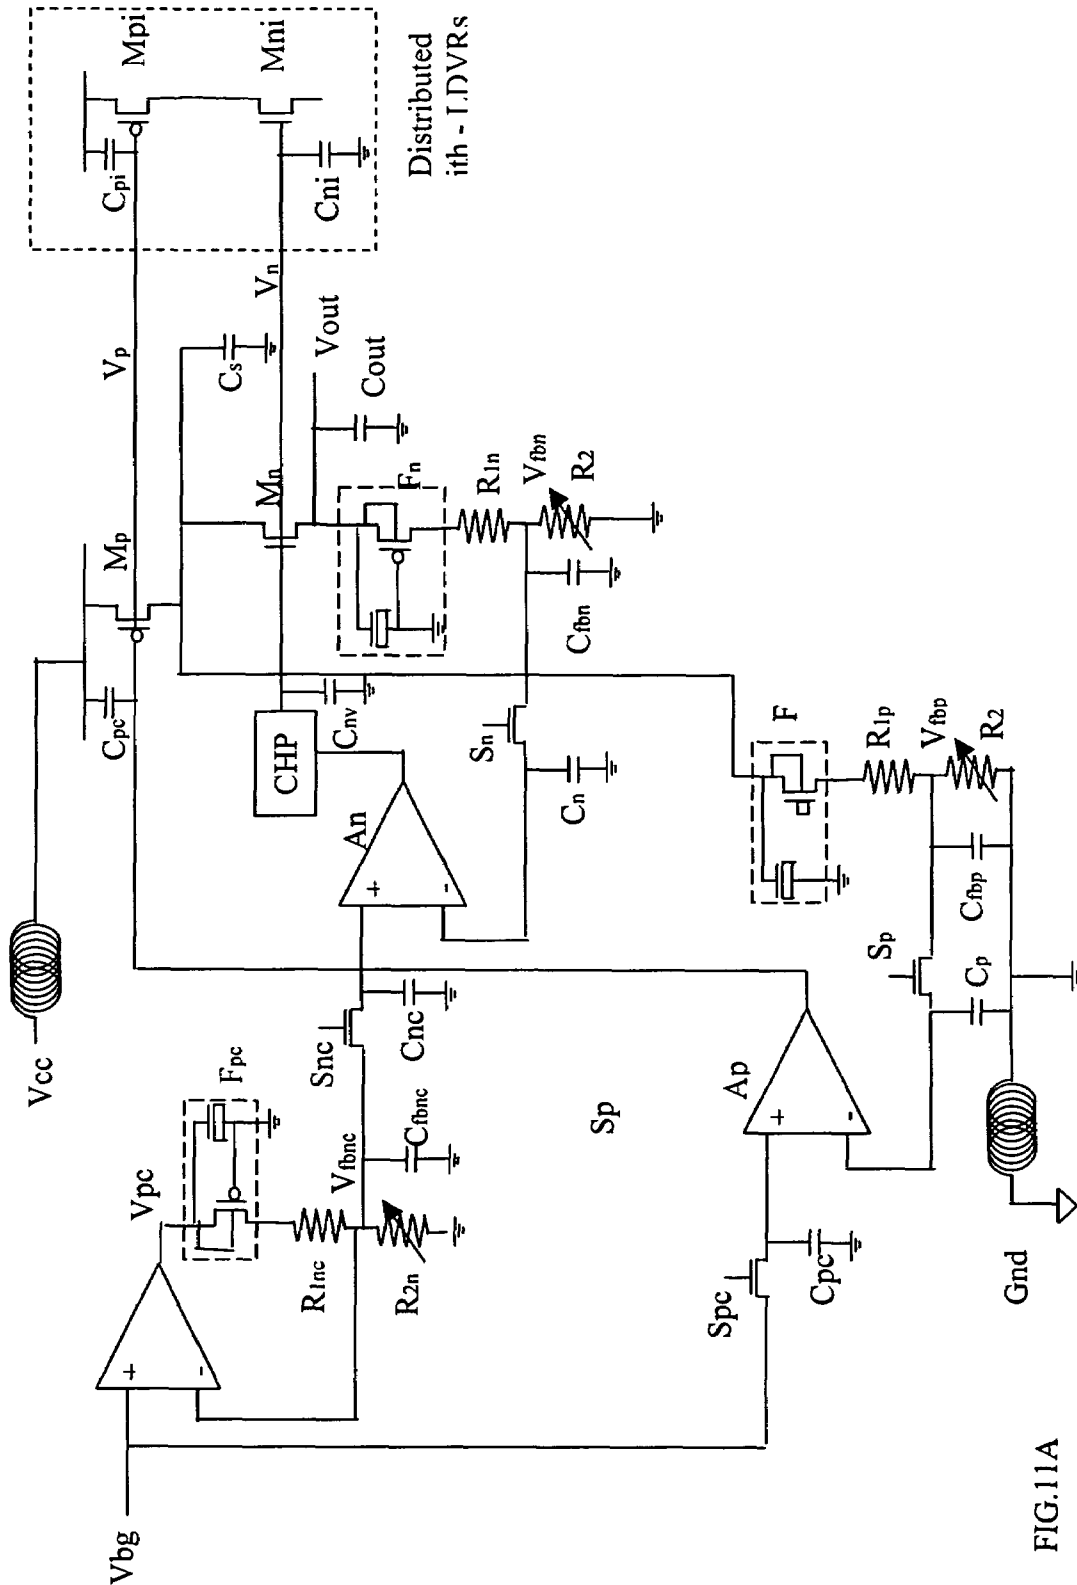 Vcc
Vbg
+
-
Vpc
Fpc
R1nc
R2n
Vfbnc
Cfbnc
Snc
Cnc
+
-
An
CHP
Cnv
Cpc
Mp
Vp
Mn
Vn
Cs
Vout
Cout
Fn
R1n
Vfbn
R2
Cfbn
Sn
Cn
Cpi
Mpi
Cni
Mni
Distributed
ith - LDVRs
Sp
Spc
Cpc
+
-
Ap
F
R1p
Vfbp
R2
Cfbp
Sp
Cp
Gnd
FIG.11A